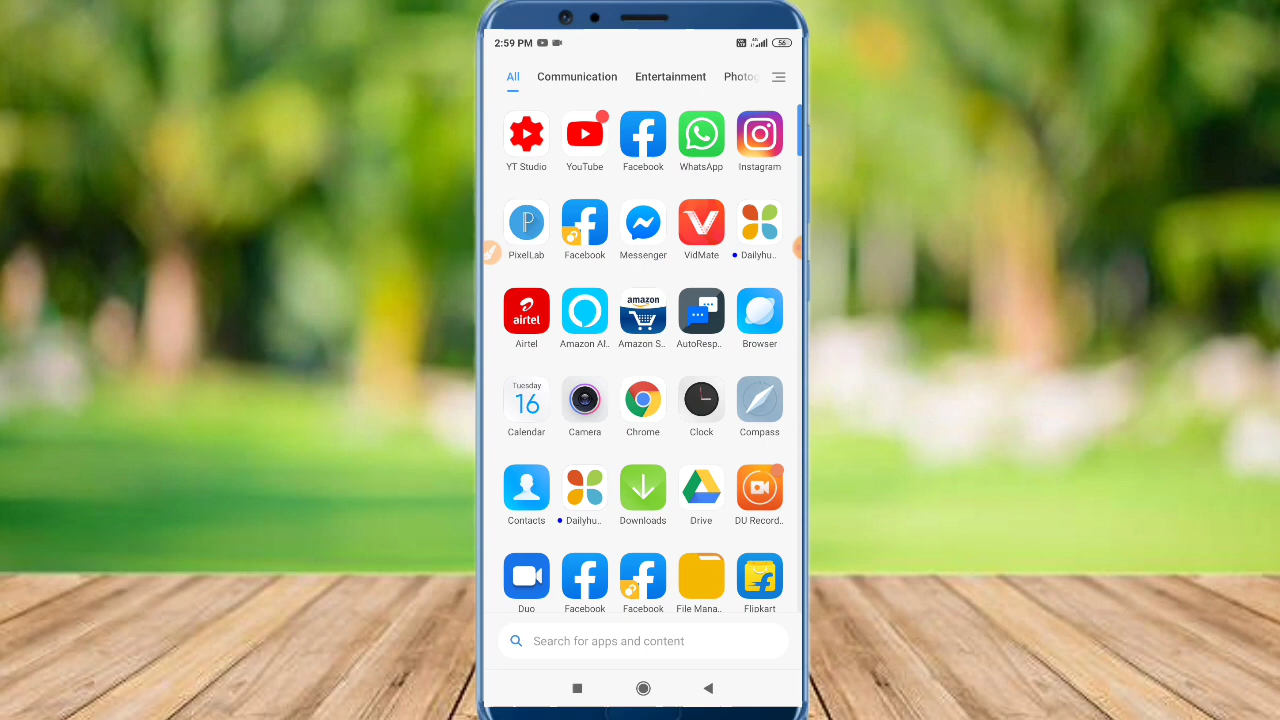 2:59 PM
56
All Communication Entertainment Photog
YT Studio YouTube Facebook WhatsApp Instagram
PixelLab Facebook Messenger VidMate Dailyhu..
airtel
amazon
Airtel Amazon Al.. Amazon S.. AutoResp.. Browser
Tuesday
16
Calendar Camera Chrome Clock Compass
Contacts Dailyhu.. Downloads Drive DU Record..
Duo Facebook Facebook File Mana.. Flipkart
Search for apps and content